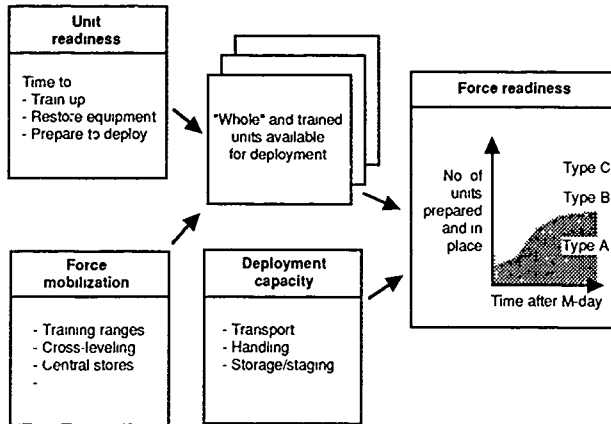 Unit
readiness
Time to
- Train up
- Restore equipment
- Prepare to deploy
"Whole" and trained
units available
for deployment
Force
mobilization
- Training ranges
- Cross-leveling
- Central stores
-
Deployment
capacity
- Transport
- Handling
- Storage/staging
Force readiness
No. of
units
prepared
and in
place
Type C
Type B
Type A
Time after M-day